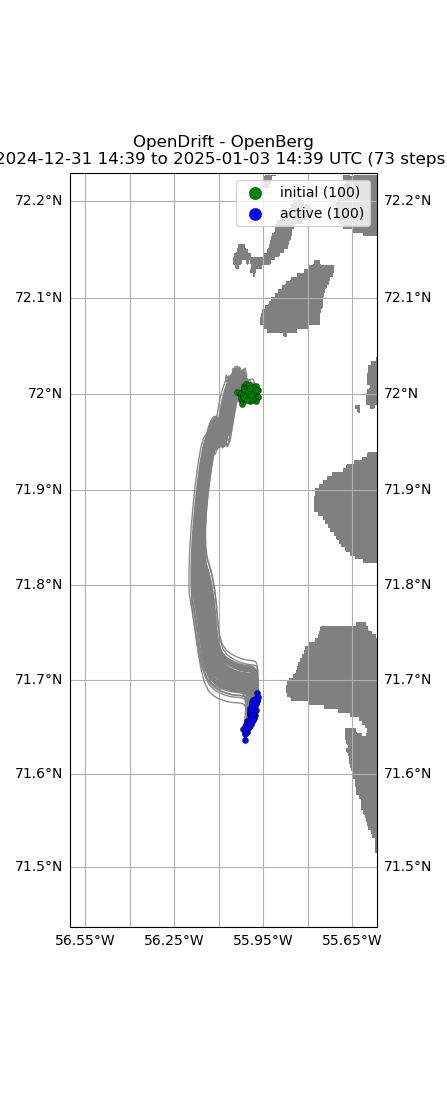 OpenDrift - OpenBerg
2024-12-31 14:39 to 2025-01-03 14:39 UTC (73 steps
initial (100)
active (100)
72.2°N 72.2°N
72.1°N 72.1°N
72°N 72°N
71.9°N 71.9°N
71.8°N 71.8°N
71.7°N 71.7°N
71.6°N 71.6°N
71.5°N 71.5°N
56.55°W 56.25°W 55.95°W 55.65°W